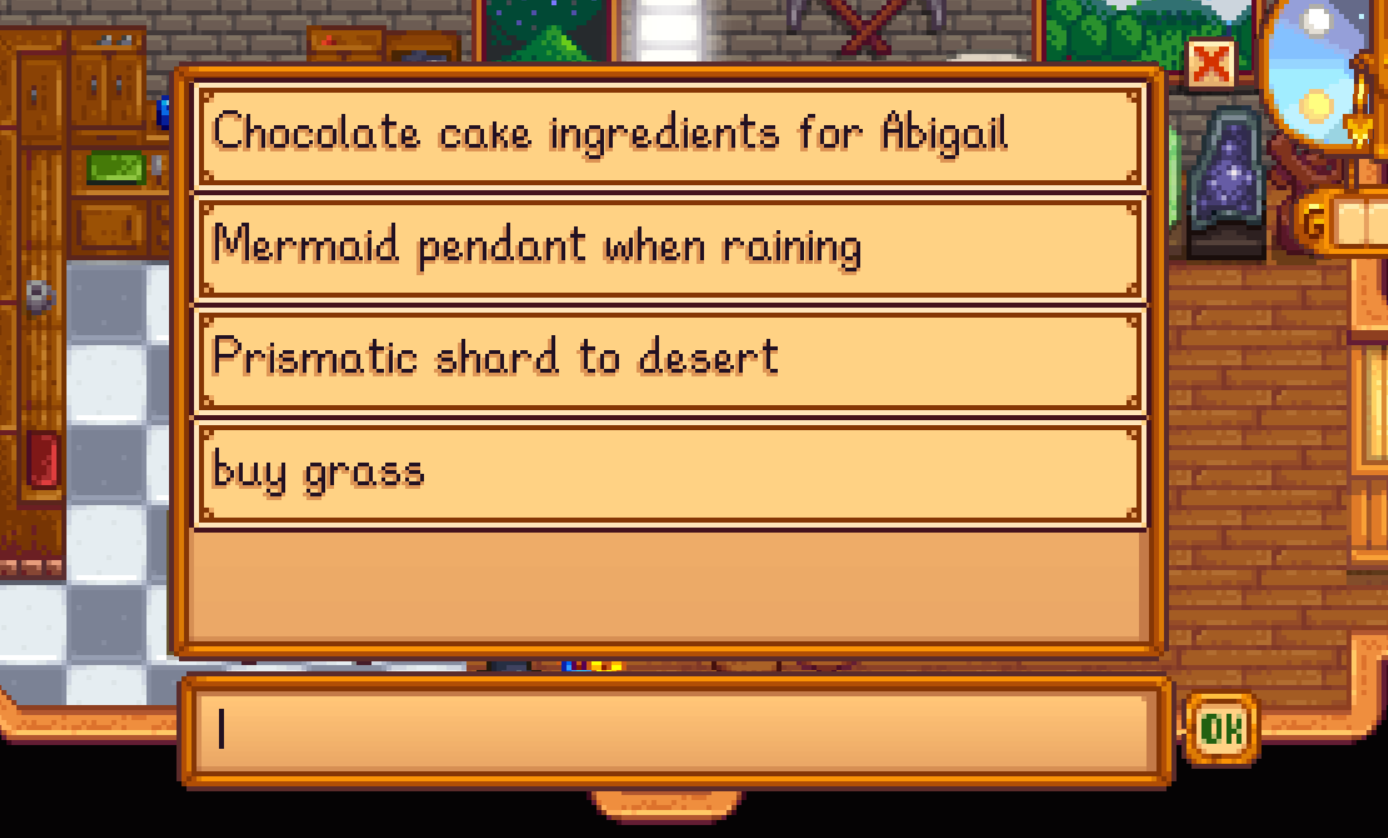 Chocolate cake ingredients for Abigail
Mermaid pendant when raining
Prismatic shard to desert
buy grass
OK